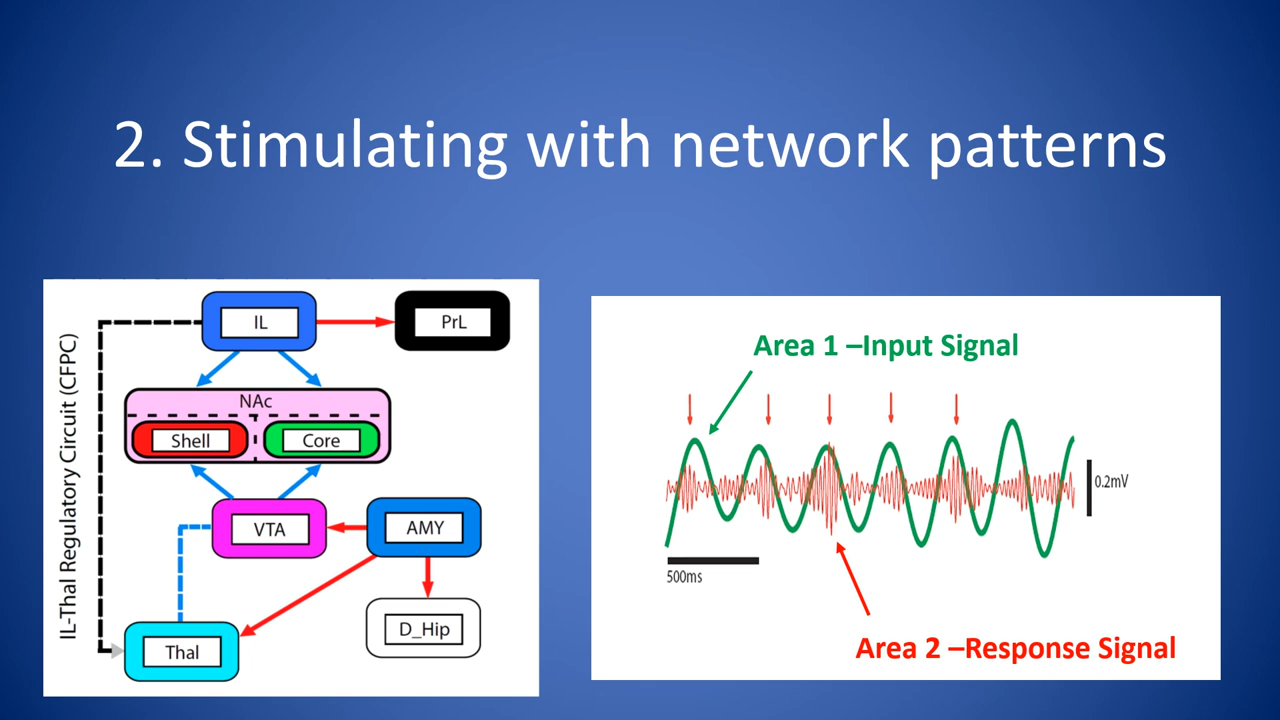 2. Stimulating with network patterns
IL-Thal Regulatory Circuit (CFPC)
IL
PrL
NAc
Shell
Core
VTA
AMY
D_Hip
Thal
Area 1 –Input Signal
0.2mV
500ms
Area 2 –Response Signal